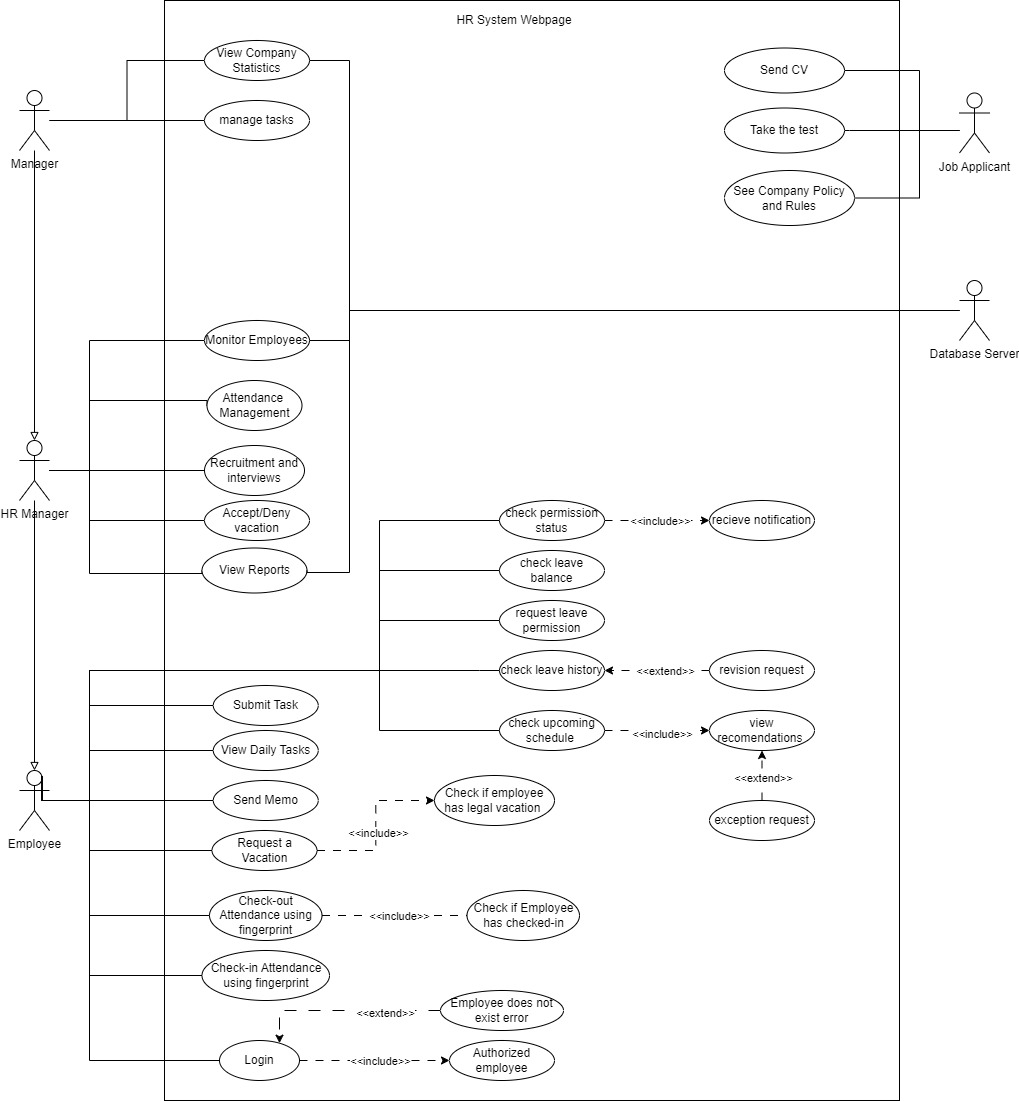 HR System Webpage
View Company
Statistics
manage tasks
Manager
Send CV
Take the test
See Company Policy
and Rules
Job Applicant
Database Server
Monitor Employees
Attendance
Management
Recruitment and
interviews
Accept/Deny
vacation
View Reports
HR Manager
check permission
status
<<include>>
recieve notification
check leave
balance
request leave
permission
check leave history
<<extend>>
revision request
check upcoming
schedule
<<include>>
view
recomendations
<<extend>>
exception request
Submit Task
View Daily Tasks
Send Memo
Request a
Vacation
<<include>>
Check if employee
has legal vacation
Employee
Check-out
Attendance using
fingerprint
<<include>>
Check if Employee
has checked-in
Check-in Attendance
using fingerprint
<<extend>>
Employee does not
exist error
Login
<<include>>
Authorized
employee